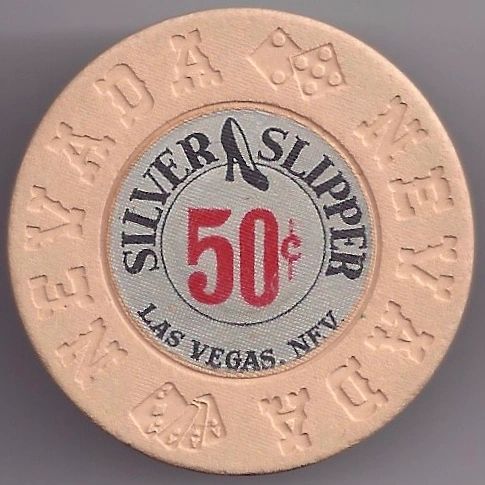 NEVADA
NEVADA
SILVER SLIPPER
50¢
LAS VEGAS. NEV